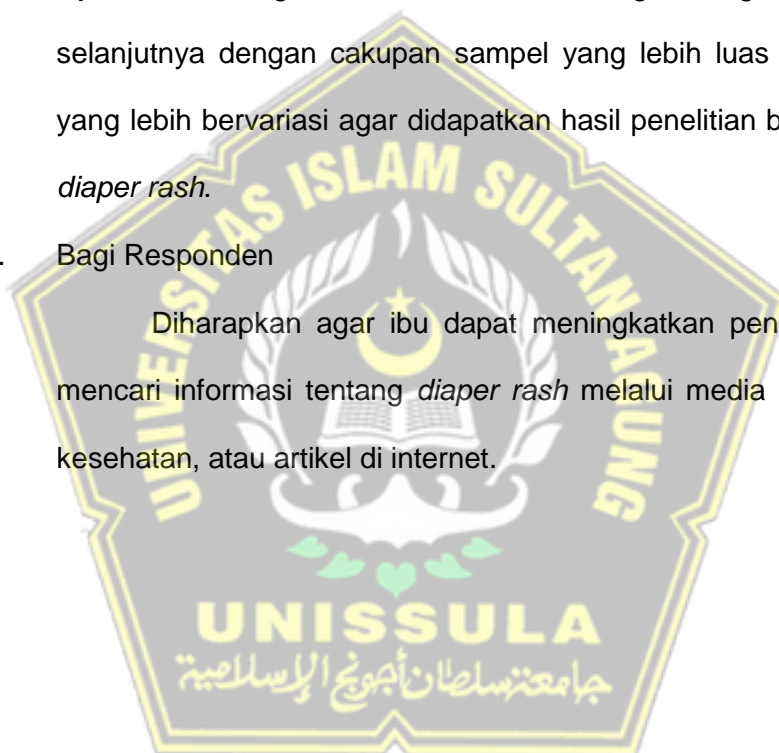 selanjutnya dengan cakupan sampel yang lebih luas
yang lebih bervariasi agar didapatkan hasil penelitian
diaper rash.
Bagi Responden
Diharapkan agar ibu dapat meningkatkan
mencari informasi tentang diaper rash melalui media
kesehatan, atau artikel di internet.
UNIVERSITAS ISLAM SULTAN AGUNG
UNISSULA
جامعة سلطان أجونج الإسلامية